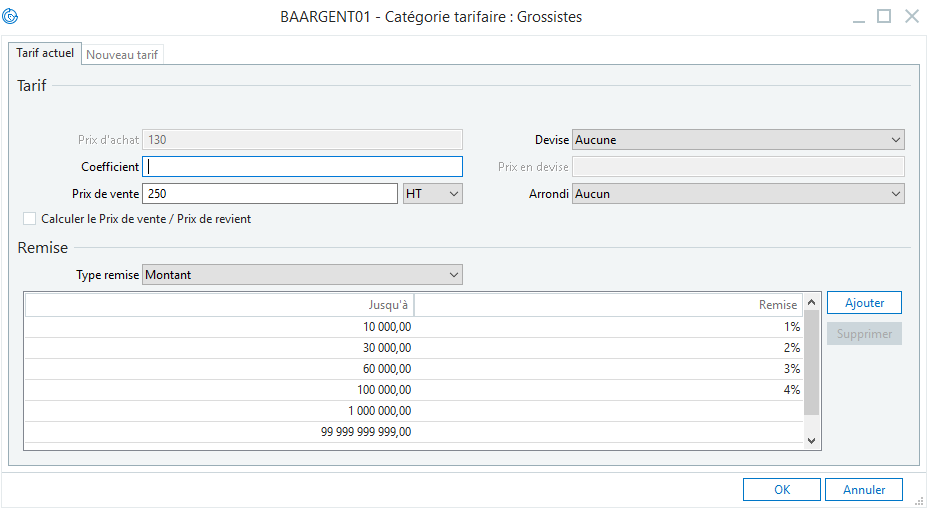 BAARGENT01 - Catégorie tarifaire : Grossistes
Tarif actuel
Nouveau tarif
Tarif
Prix d'achat 130
Devise Aucune
Coefficient
Prix en devise
Prix de vente 250 HT
Arrondi Aucun
Calculer le Prix de vente / Prix de revient
Remise
Type remise Montant
Jusqu'à Remise
Ajouter
10 000,00 1%
Supprimer
30 000,00 2%
60 000,00 3%
100 000,00 4%
1 000 000,00
99 999 999 999,00
OK
Annuler